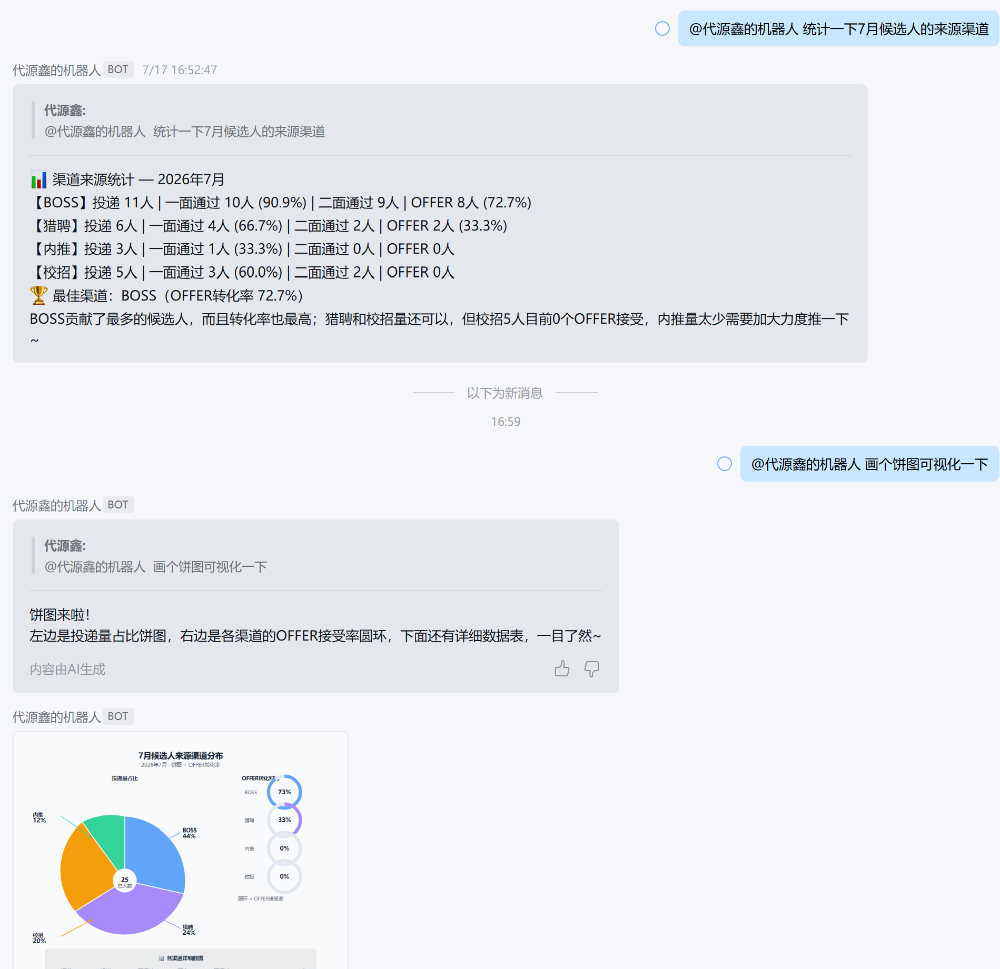 @代源鑫的机器人 统计一下7月候选人的来源渠道
代源鑫的机器人 BOT 7/17 16:52:47
代源鑫:
@代源鑫的机器人 统计一下7月候选人的来源渠道
📊 渠道来源统计 — 2026年7月
【BOSS】投递 11人 | 一面通过 10人 (90.9%) | 二面通过 9人 | OFFER 8人 (72.7%)
【猎聘】投递 6人 | 一面通过 4人 (66.7%) | 二面通过 2人 | OFFER 2人 (33.3%)
【内推】投递 3人 | 一面通过 1人 (33.3%) | 二面通过 0人 | OFFER 0人
【校招】投递 5人 | 一面通过 3人 (60.0%) | 二面通过 2人 | OFFER 0人
🏆 最佳渠道：BOSS（OFFER转化率 72.7%）
BOSS贡献了最多的候选人，而且转化率也最高；猎聘和校招量还可以，但校招5人目前0个OFFER接受，内推量太少需要加大力度推一下
~
以下为新消息
16:59
@代源鑫的机器人 画个饼图可视化一下
代源鑫的机器人 BOT
代源鑫:
@代源鑫的机器人 画个饼图可视化一下
饼图来啦！
左边是投递量占比饼图，右边是各渠道的OFFER接受率圆环，下面还有详细数据表，一目了然~
内容由AI生成
代源鑫的机器人 BOT
7月候选人来源渠道分布
2026年7月 · 饼图 + OFFER转化率
投递量占比
内推
12%
BOSS
44%
25
总人数
校招
20%
猎聘
24%
OFFER转化对
BOSS
73%
猎聘
33%
内推
0%
校招
0%
圆环 = OFFER接受率
📊 各渠道详细数据